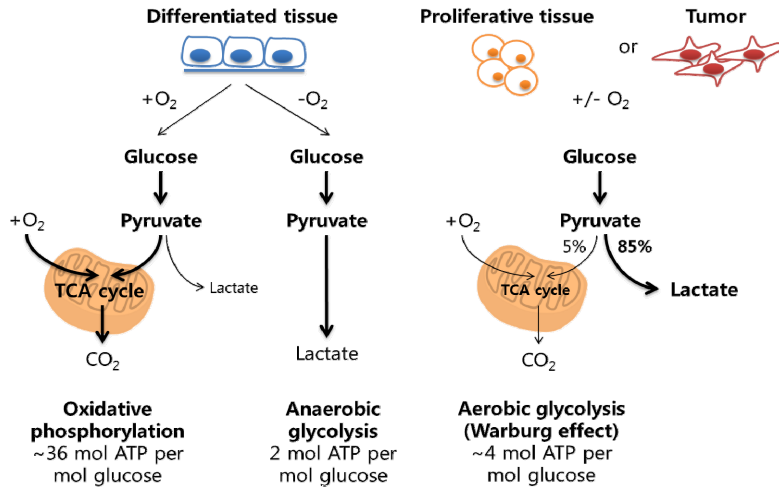 Differentiated tissue
Proliferative tissue
or
Tumor
+O₂
-O₂
+/- O₂
Glucose
Glucose
Glucose
+O₂
Pyruvate
Pyruvate
+O₂
Pyruvate
5%
85%
TCA cycle
Lactate
TCA cycle
Lactate
CO₂
Lactate
CO₂
Oxidative
phosphorylation
~36 mol ATP per
mol glucose
Anaerobic
glycolysis
2 mol ATP per
mol glucose
Aerobic glycolysis
(Warburg effect)
~4 mol ATP per
mol glucose